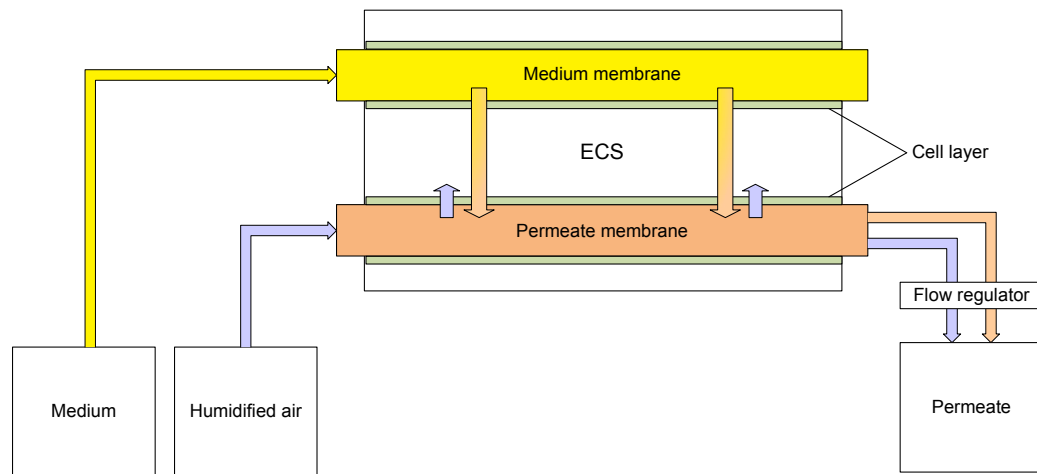 Medium membrane
ECS
Cell layer
Permeate membrane
Flow regulator
Medium
Humidified air
Permeate